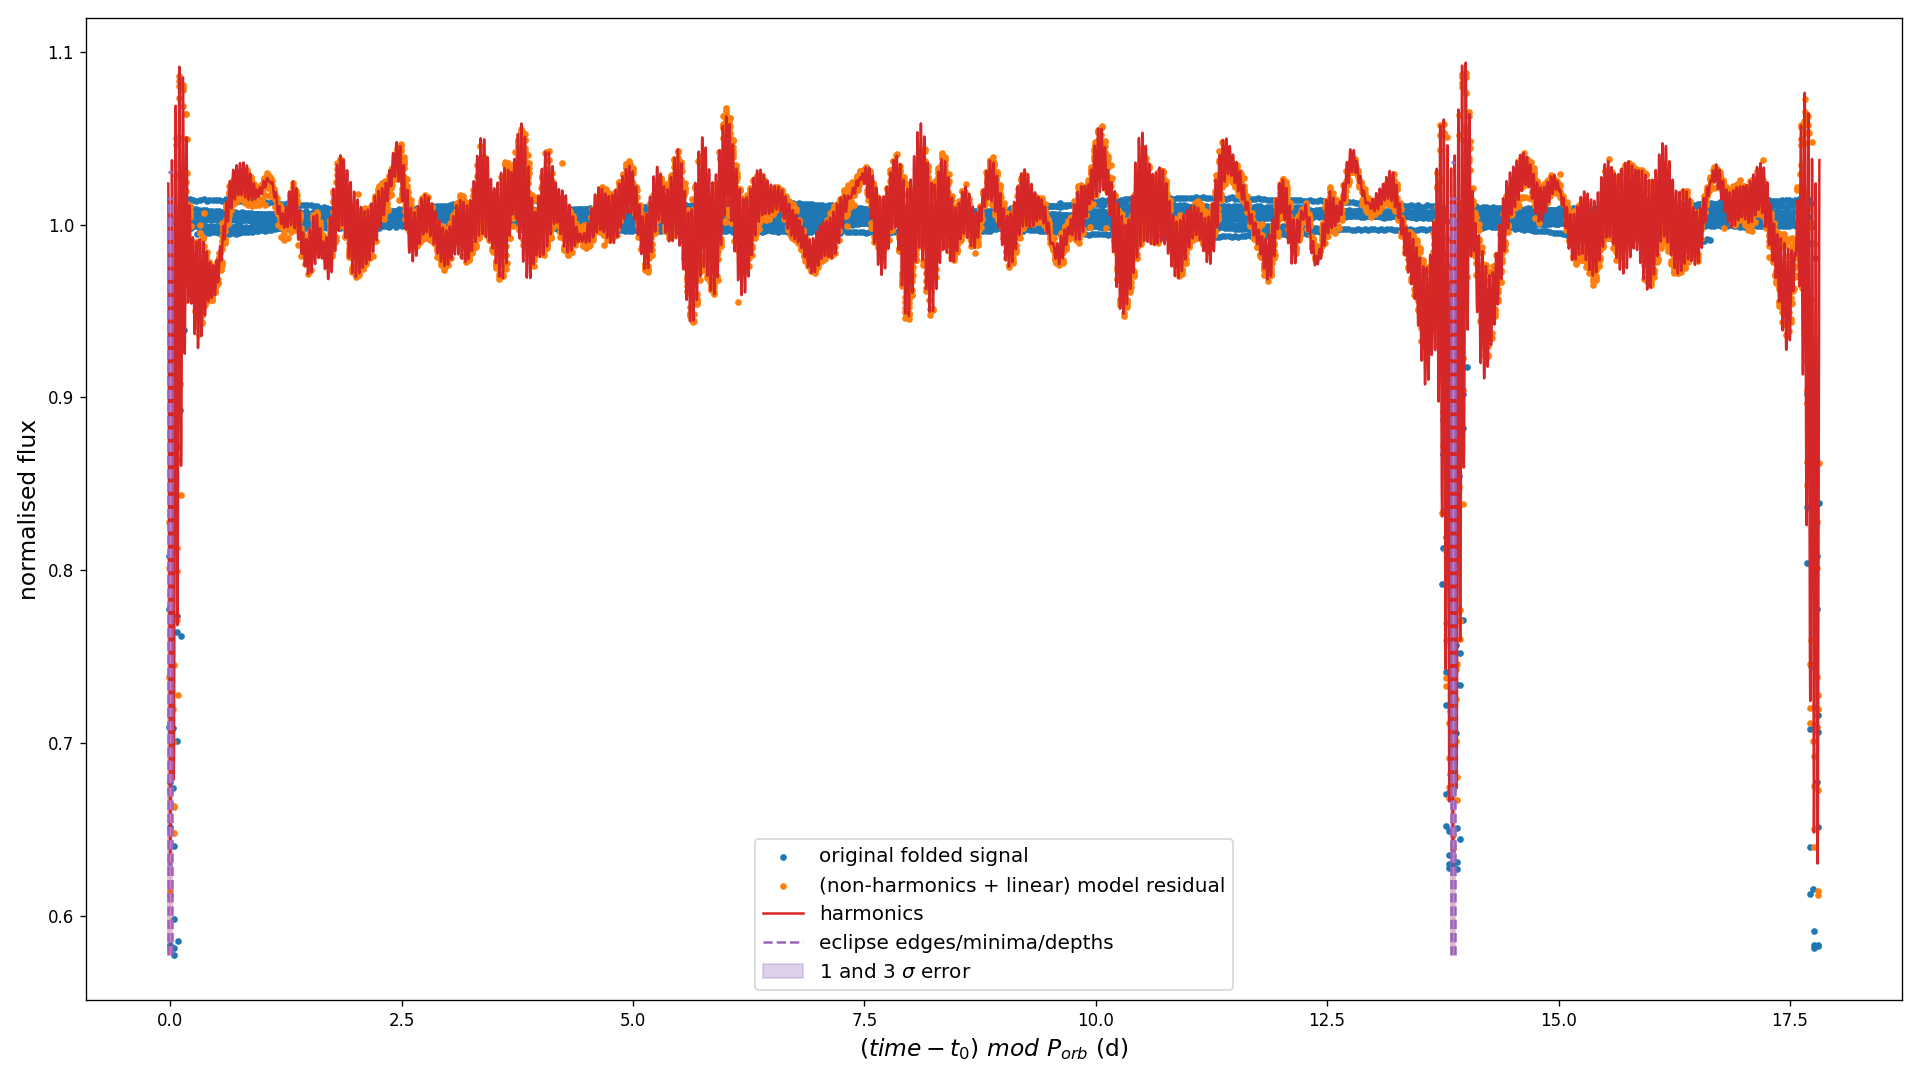 1.1
1.0
0.9
0.8
0.7
0.6
normalised flux
original folded signal
(non-harmonics + linear) model residual
harmonics
eclipse edges/minima/depths
1 and 3 σ error
0.0 2.5 5.0 7.5 10.0 12.5 15.0 17.5
(time − t₀) mod P_orb (d)